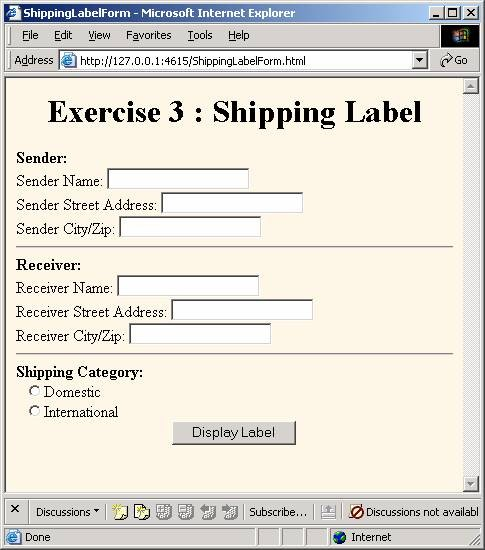 ShippingLabelForm - Microsoft Internet Explorer
File Edit View Favorites Tools Help
Address http://127.0.0.1:4615/ShippingLabelForm.html Go
Exercise 3 : Shipping Label
Sender:
Sender Name:
Sender Street Address:
Sender City/Zip:
Receiver:
Receiver Name:
Receiver Street Address:
Receiver City/Zip:
Shipping Category:
Domestic
International
Display Label
Discussions Subscribe... Discussions not availabl
Done Internet